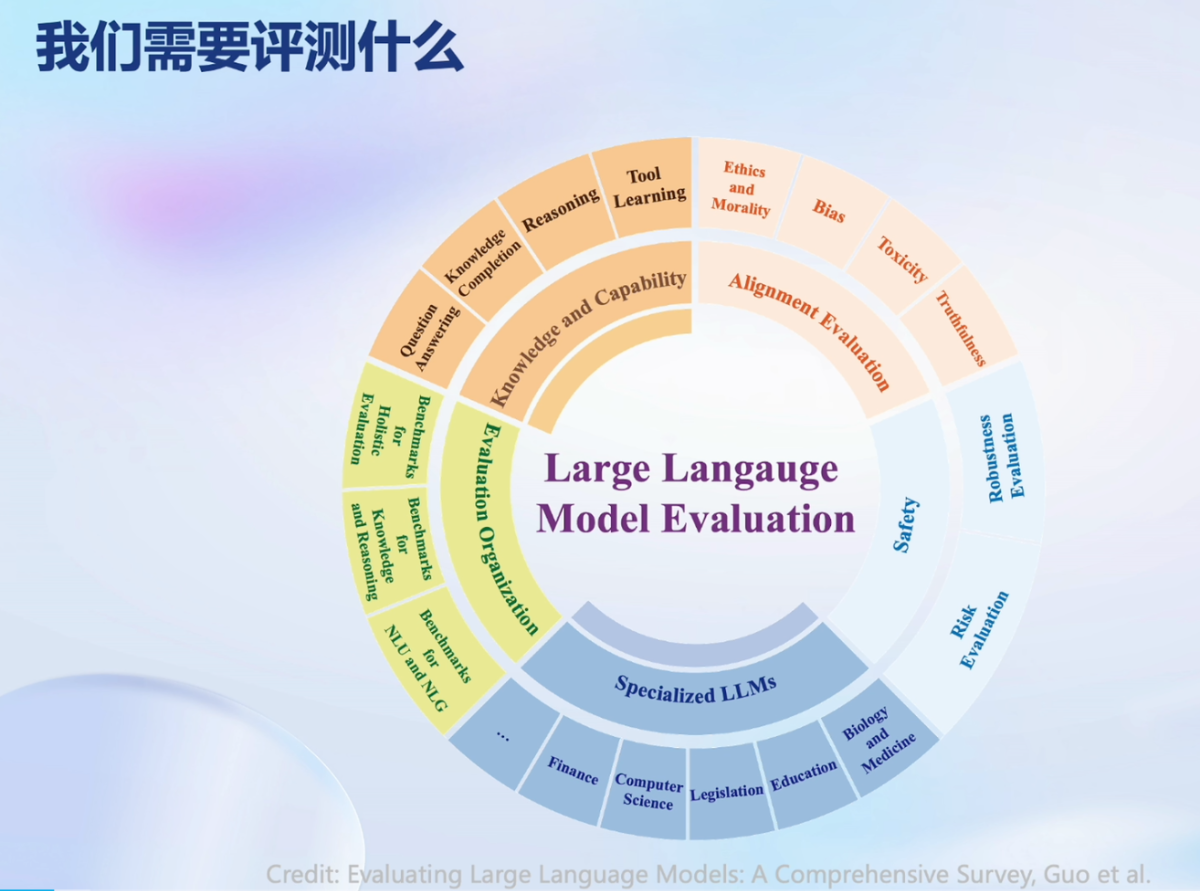 我们需要评测什么
Tool
Learning
Reasoning
Knowledge
Completion
Question
Answering
Knowledge and Capability
Ethics
and
Morality
Bias
Toxicity
Truthfulness
Alignment Evaluation
Large Langauge
Model Evaluation
Robustness
Evaluation
Risk
Evaluation
Safety
Benchmarks
for
Holistic
Evaluation
Benchmarks
for
Knowledge
and Reasoning
Benchmarks
for
NLU and NLG
Evaluation Organization
Specialized LLMs
...
Finance
Computer
Science
Legislation
Education
Biology
and
Medicine
Credit: Evaluating Large Language Models: A Comprehensive Survey, Guo et al.